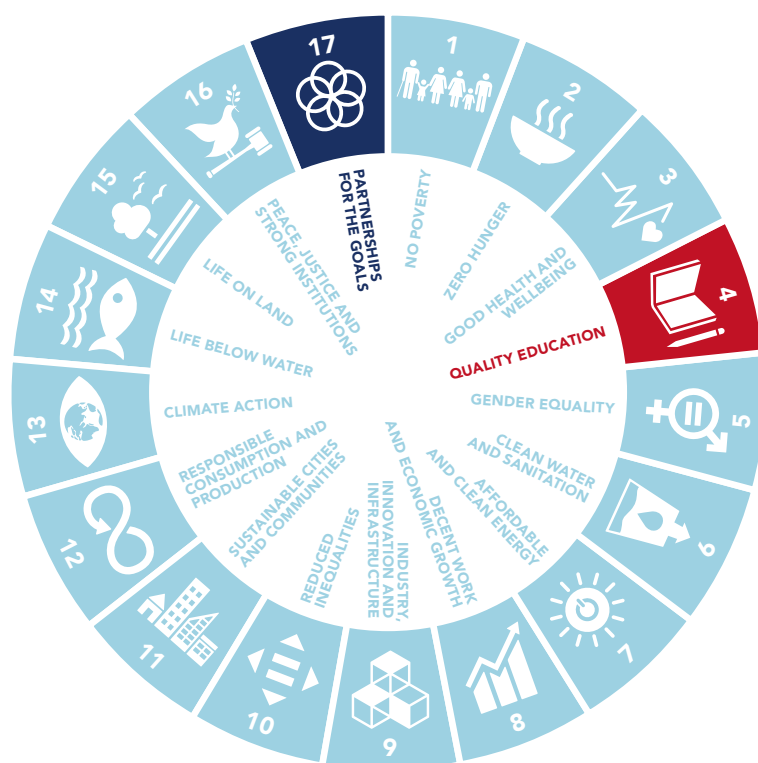 1
NO POVERTY
2
ZERO HUNGER
3
GOOD HEALTH AND
WELLBEING
4
QUALITY EDUCATION
5
GENDER EQUALITY
6
CLEAN WATER
AND SANITATION
7
AFFORDABLE
AND CLEAN ENERGY
8
DECENT WORK
AND ECONOMIC GROWTH
9
INDUSTRY,
INNOVATION AND
INFRASTRUCTURE
10
REDUCED
INEQUALITIES
11
SUSTAINABLE CITIES
AND COMMUNITIES
12
RESPONSIBLE
CONSUMPTION AND
PRODUCTION
13
CLIMATE ACTION
14
LIFE BELOW WATER
15
LIFE ON LAND
16
PEACE, JUSTICE AND
STRONG INSTITUTIONS
17
PARTNERSHIPS
FOR THE GOALS